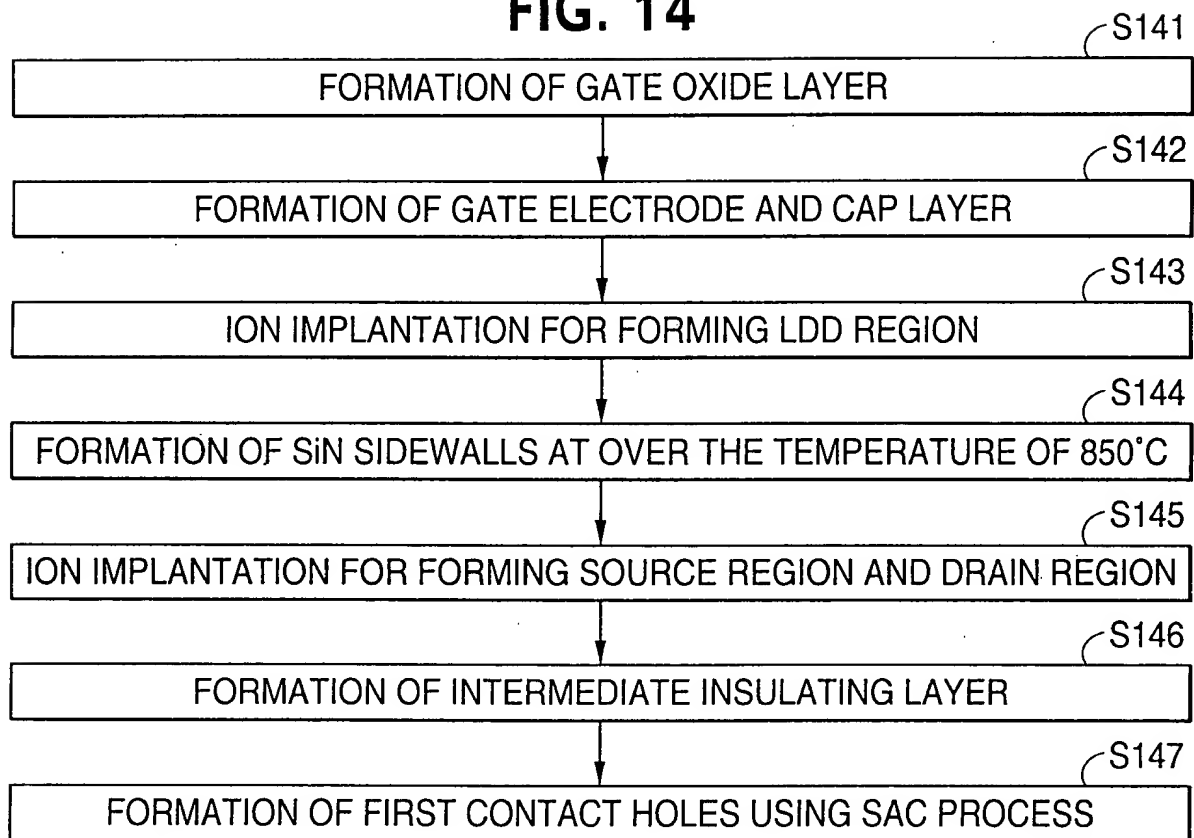 FIG. 14
S141
FORMATION OF GATE OXIDE LAYER
S142
FORMATION OF GATE ELECTRODE AND CAP LAYER
S143
ION IMPLANTATION FOR FORMING LDD REGION
S144
FORMATION OF SiN SIDEWALLS AT OVER THE TEMPERATURE OF 850°C
S145
ION IMPLANTATION FOR FORMING SOURCE REGION AND DRAIN REGION
S146
FORMATION OF INTERMEDIATE INSULATING LAYER
S147
FORMATION OF FIRST CONTACT HOLES USING SAC PROCESS